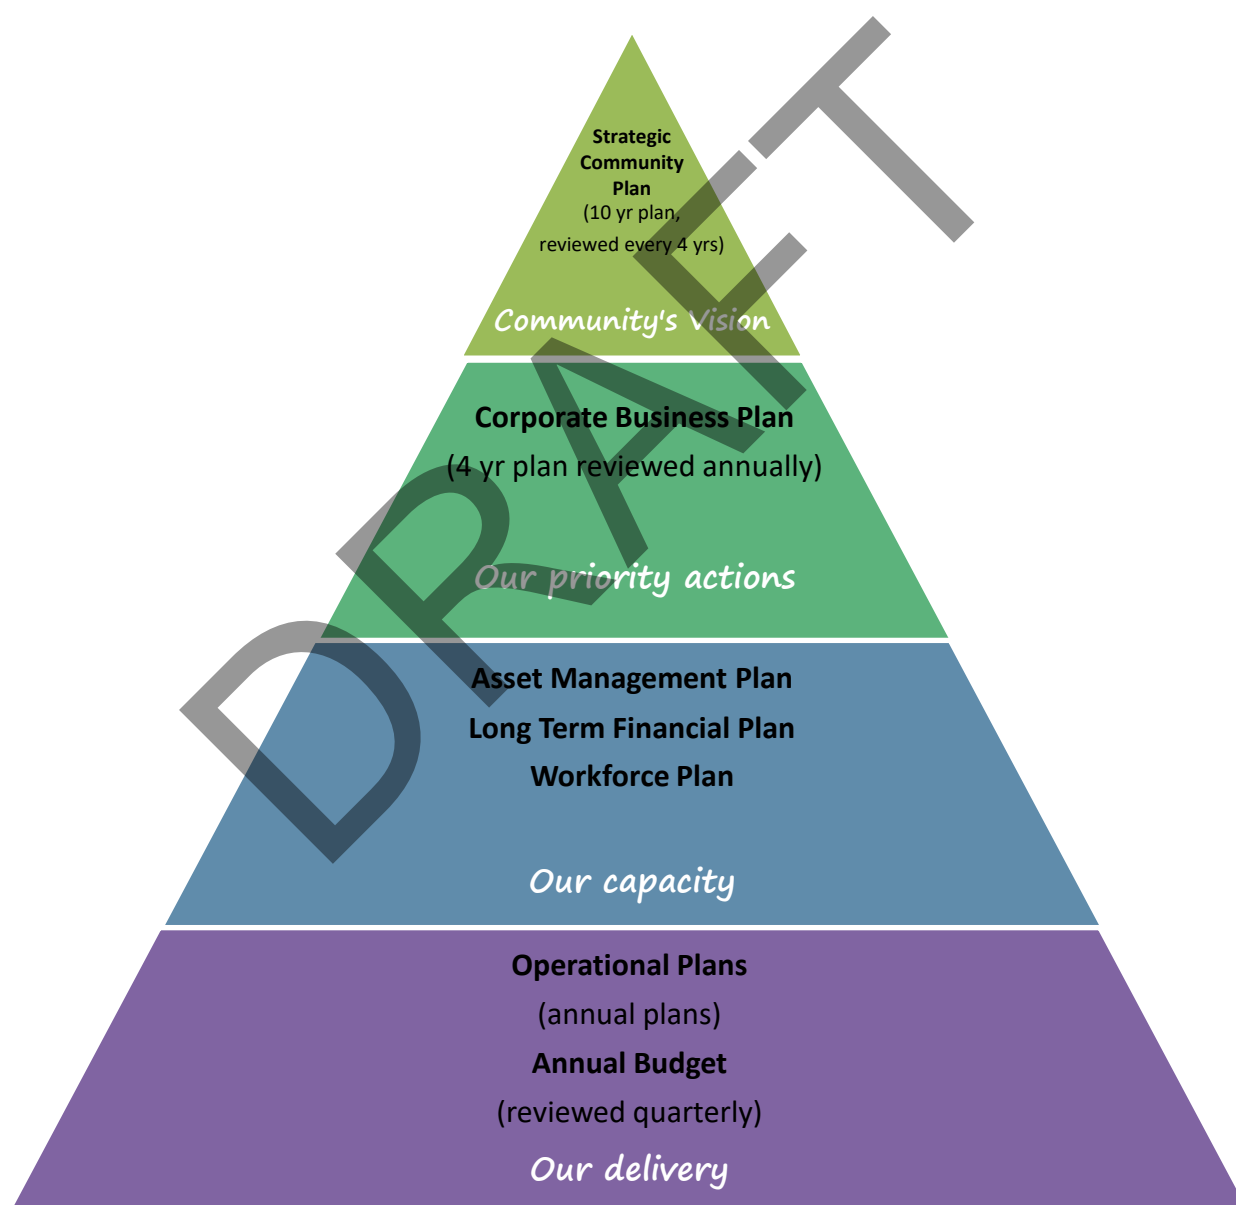 Strategic
Community
Plan
(10 yr plan,
reviewed every 4 yrs)
Community's Vision
Corporate Business Plan
(4 yr plan reviewed annually)
Our priority actions
Asset Management Plan
Long Term Financial Plan
Workforce Plan
Our capacity
Operational Plans
(annual plans)
Annual Budget
(reviewed quarterly)
Our delivery
DRAFT